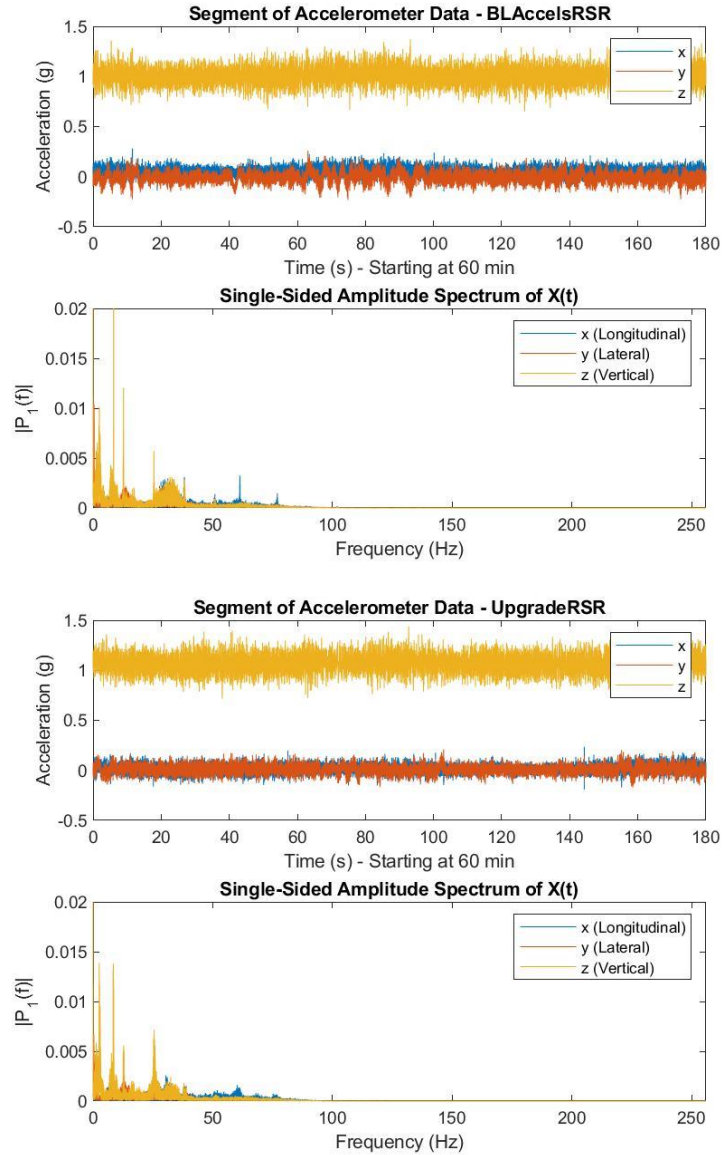 Segment of Accelerometer Data - BLAccelsRSR
1.5
1
0.5
0
-0.5
Acceleration (g)
x
y
z
0 20 40 60 80 100 120 140 160 180
Time (s) - Starting at 60 min
Single-Sided Amplitude Spectrum of X(t)
0.02
0.015
0.01
0.005
0
|P_1(f)|
x (Longitudinal)
y (Lateral)
z (Vertical)
0 50 100 150 200 250
Frequency (Hz)
Segment of Accelerometer Data - UpgradeRSR
1.5
1
0.5
0
-0.5
Acceleration (g)
x
y
z
0 20 40 60 80 100 120 140 160 180
Time (s) - Starting at 60 min
Single-Sided Amplitude Spectrum of X(t)
0.02
0.015
0.01
0.005
0
|P_1(f)|
x (Longitudinal)
y (Lateral)
z (Vertical)
0 50 100 150 200 250
Frequency (Hz)